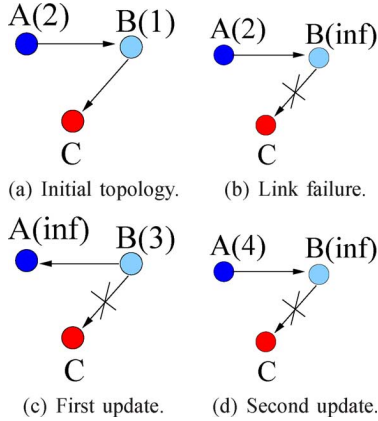 A(2) B(1)
C
(a) Initial topology.
A(2) B(inf)
C
(b) Link failure.
A(inf) B(3)
C
(c) First update.
A(4) B(inf)
C
(d) Second update.